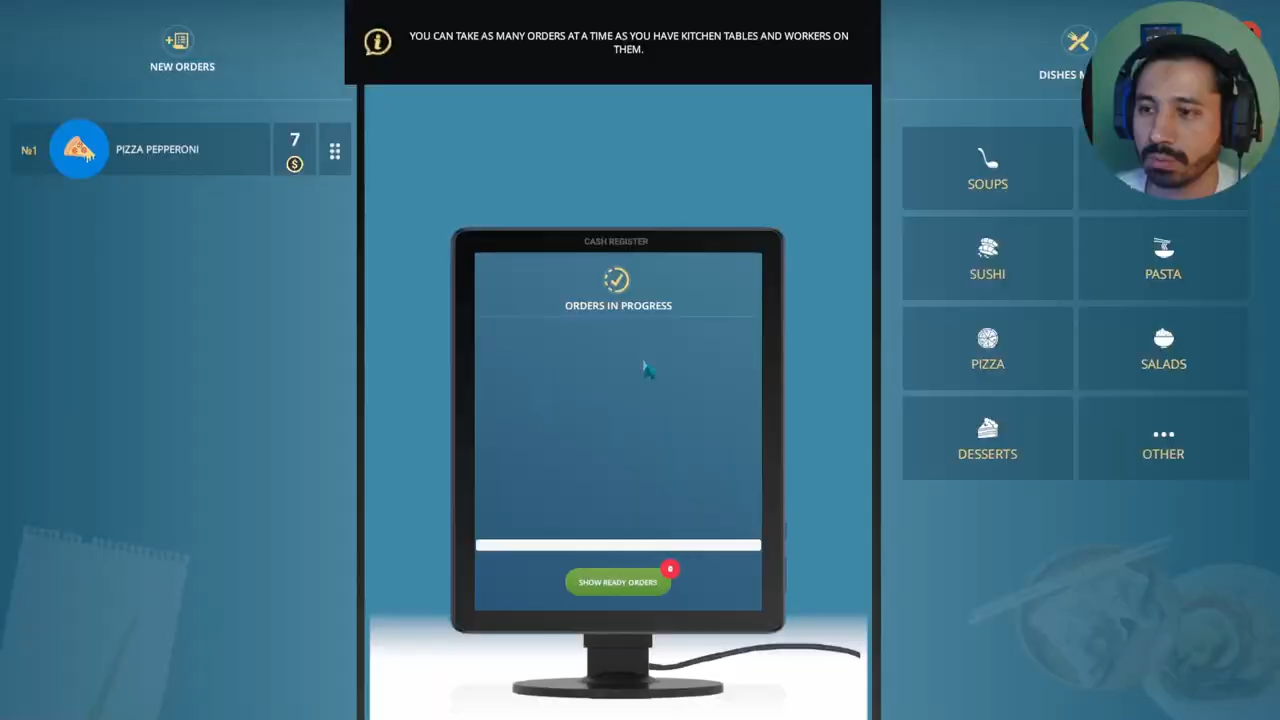 YOU CAN TAKE AS MANY ORDERS AT A TIME AS YOU HAVE KITCHEN TABLES AND WORKERS ON
THEM.
NEW ORDERS
DISHES
№1
PIZZA PEPPERONI
7
$
SOUPS
CASH REGISTER
SUSHI
PASTA
ORDERS IN PROGRESS
PIZZA
SALADS
DESSERTS
OTHER
SHOW READY ORDERS
0